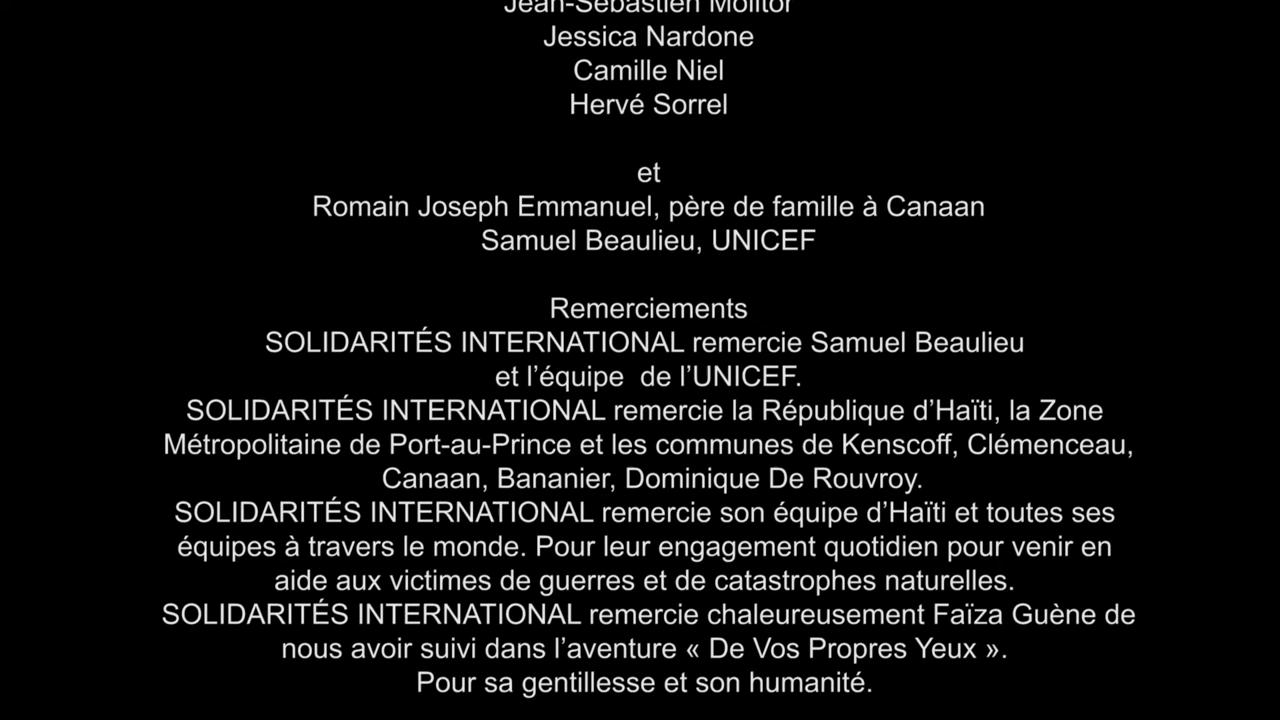 Jean-Sébastien Molitor
Jessica Nardone
Camille Niel
Hervé Sorrel
et
Romain Joseph Emmanuel, père de famille à Canaan
Samuel Beaulieu, UNICEF
Remerciements
SOLIDARITÉS INTERNATIONAL remercie Samuel Beaulieu
et l’équipe  de l’UNICEF.
SOLIDARITÉS INTERNATIONAL remercie la République d’Haïti, la Zone
Métropolitaine de Port-au-Prince et les communes de Kenscoff, Clémenceau,
Canaan, Bananier, Dominique De Rouvroy.
SOLIDARITÉS INTERNATIONAL remercie son équipe d’Haïti et toutes ses
équipes à travers le monde. Pour leur engagement quotidien pour venir en
aide aux victimes de guerres et de catastrophes naturelles.
SOLIDARITÉS INTERNATIONAL remercie chaleureusement Faïza Guène de
nous avoir suivi dans l’aventure « De Vos Propres Yeux ».
Pour sa gentillesse et son humanité.